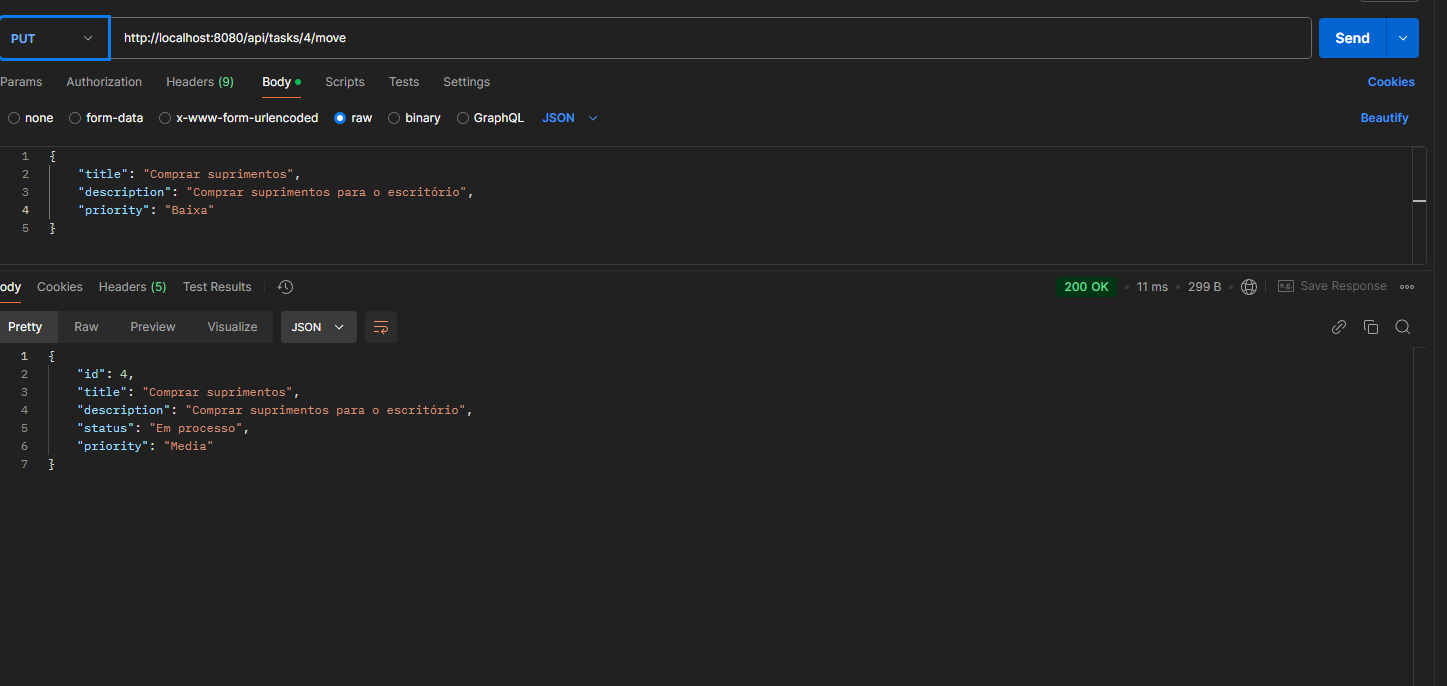 PUT http://localhost:8080/api/tasks/4/move Send
Params Authorization Headers (9) Body Scripts Tests Settings Cookies
none form-data x-www-form-urlencoded raw binary GraphQL JSON Beautify
1 {
2 "title": "Comprar suprimentos",
3 "description": "Comprar suprimentos para o escritório",
4 "priority": "Baixa"
5 }
ody Cookies Headers (5) Test Results 200 OK • 11 ms • 299 B • e.g. Save Response
Pretty Raw Preview Visualize JSON
1 {
2 "id": 4,
3 "title": "Comprar suprimentos",
4 "description": "Comprar suprimentos para o escritório",
5 "status": "Em processo",
6 "priority": "Media"
7 }